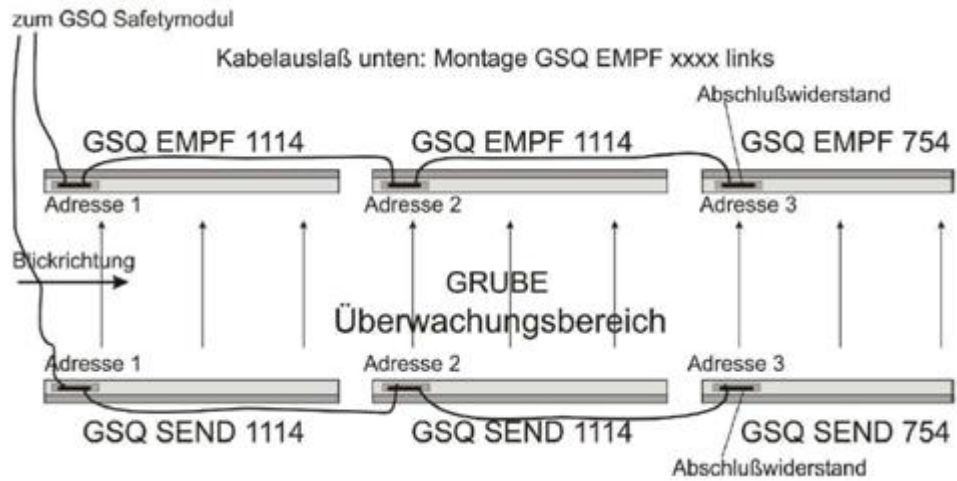 zum GSQ Safetymodul
Kabelauslaß unten: Montage GSQ EMPF xxxx links
Abschlußwiderstand
GSQ EMPF 1114
GSQ EMPF 1114
GSQ EMPF 754
Adresse 1
Adresse 2
Adresse 3
Blickrichtung
GRUBE
Überwachungsbereich
Adresse 1
Adresse 2
Adresse 3
GSQ SEND 1114
GSQ SEND 1114
GSQ SEND 754
Abschlußwiderstand